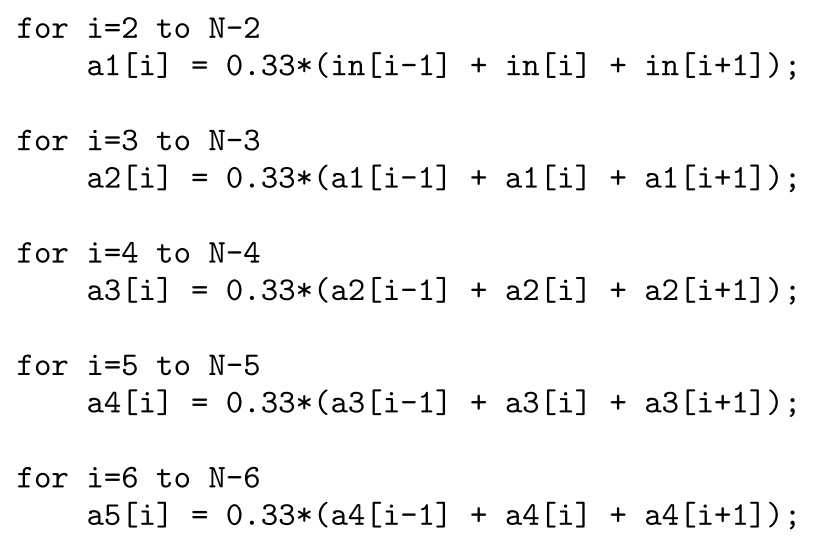 for i=2 to N-2
    a1[i] = 0.33*(in[i-1] + in[i] + in[i+1]);
for i=3 to N-3
    a2[i] = 0.33*(a1[i-1] + a1[i] + a1[i+1]);
for i=4 to N-4
    a3[i] = 0.33*(a2[i-1] + a2[i] + a2[i+1]);
for i=5 to N-5
    a4[i] = 0.33*(a3[i-1] + a3[i] + a3[i+1]);
for i=6 to N-6
    a5[i] = 0.33*(a4[i-1] + a4[i] + a4[i+1]);